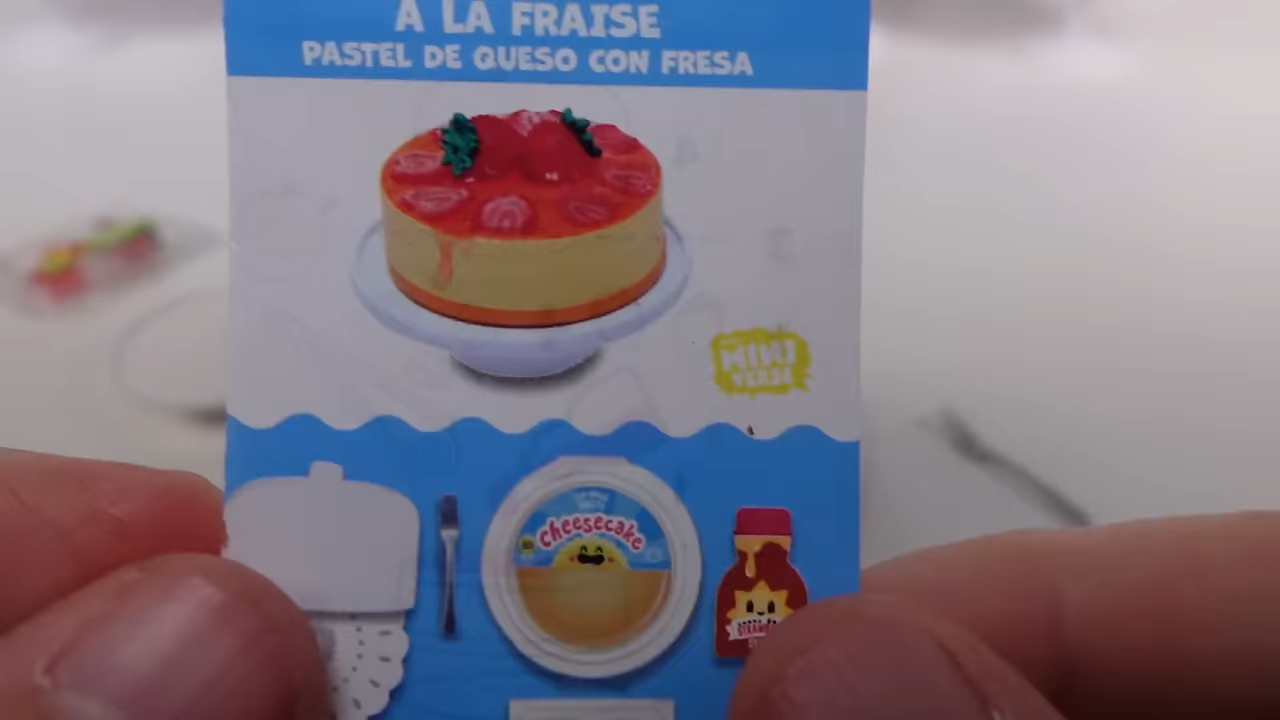 À LA FRAISE
PASTEL DE QUESO CON FRESA
MINI
VERSE
cheesecake